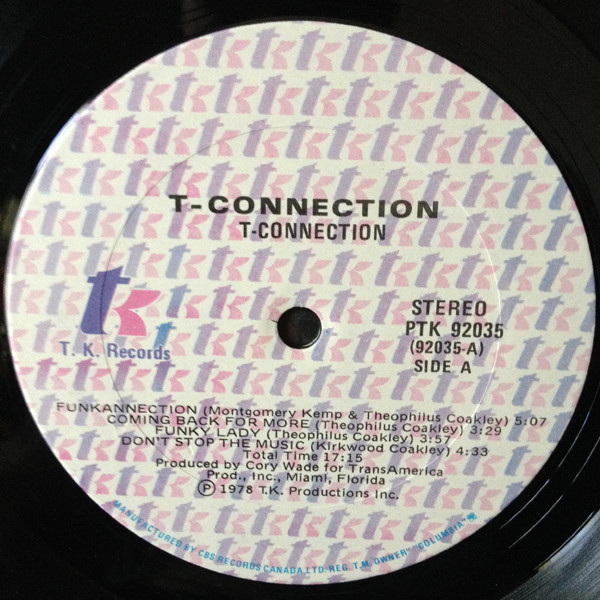 T-CONNECTION
T-CONNECTION
tk
T. K. Records
STEREO
PTK 92035
(92035-A)
SIDE A
FUNKANNECTION (Montgomery Kemp & Theophilus Coakley) 5:07
COMING BACK FOR MORE (Theophilus Coakley) 3:29
FUNKY LADY (Theophilus Coakley) 3:57
DON'T STOP THE MUSIC (Kirkwood Coakley) 4:33
Total Time 17:15
Produced by Cory Wade for TransAmerica
Prod., Inc., Miami, Florida
Ⓟ 1978 T.K. Productions Inc.
MANUFACTURED BY CBS RECORDS CANADA LTD. REG. T.M. OWNER "COLUMBIA"